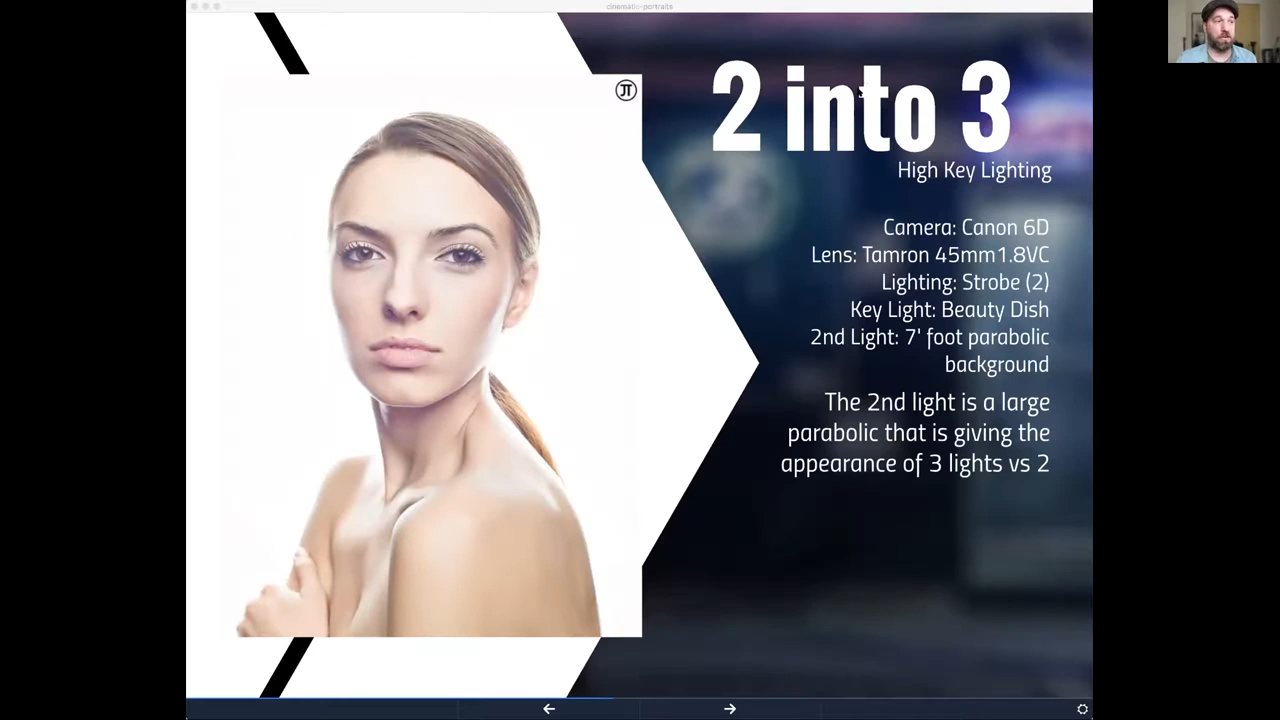 cinematic-portraits
JT
2 into 3
High Key Lighting
Camera: Canon 6D
Lens: Tamron 45mm1.8VC
Lighting: Strobe (2)
Key Light: Beauty Dish
2nd Light: 7' foot parabolic
background
The 2nd light is a large
parabolic that is giving the
appearance of 3 lights vs 2